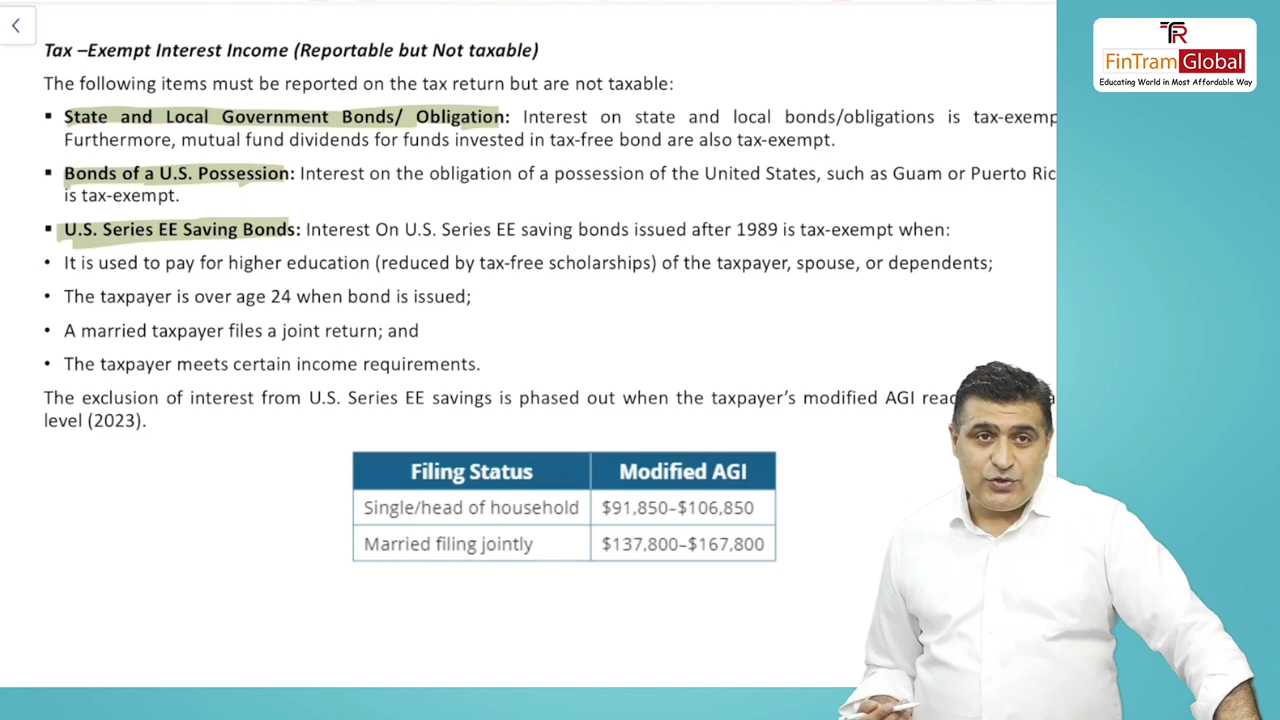 Tax –Exempt Interest Income (Reportable but Not taxable)
The following items must be reported on the tax return but are not taxable:
▪ State and Local Government Bonds/ Obligation: Interest on state and local bonds/obligations is tax-exemp
Furthermore, mutual fund dividends for funds invested in tax-free bond are also tax-exempt.
▪ Bonds of a U.S. Possession: Interest on the obligation of a possession of the United States, such as Guam or Puerto Ric
is tax-exempt.
▪ U.S. Series EE Saving Bonds: Interest On U.S. Series EE saving bonds issued after 1989 is tax-exempt when:
• It is used to pay for higher education (reduced by tax-free scholarships) of the taxpayer, spouse, or dependents;
• The taxpayer is over age 24 when bond is issued;
• A married taxpayer files a joint return; and
• The taxpayer meets certain income requirements.
The exclusion of interest from U.S. Series EE savings is phased out when the taxpayer's modified AGI
level (2023).
Filing Status Modified AGI
Single/head of household $91,850–$106,850
Married filing jointly $137,800–$167,800
FinTram Global
Educating World in Most Affordable Way